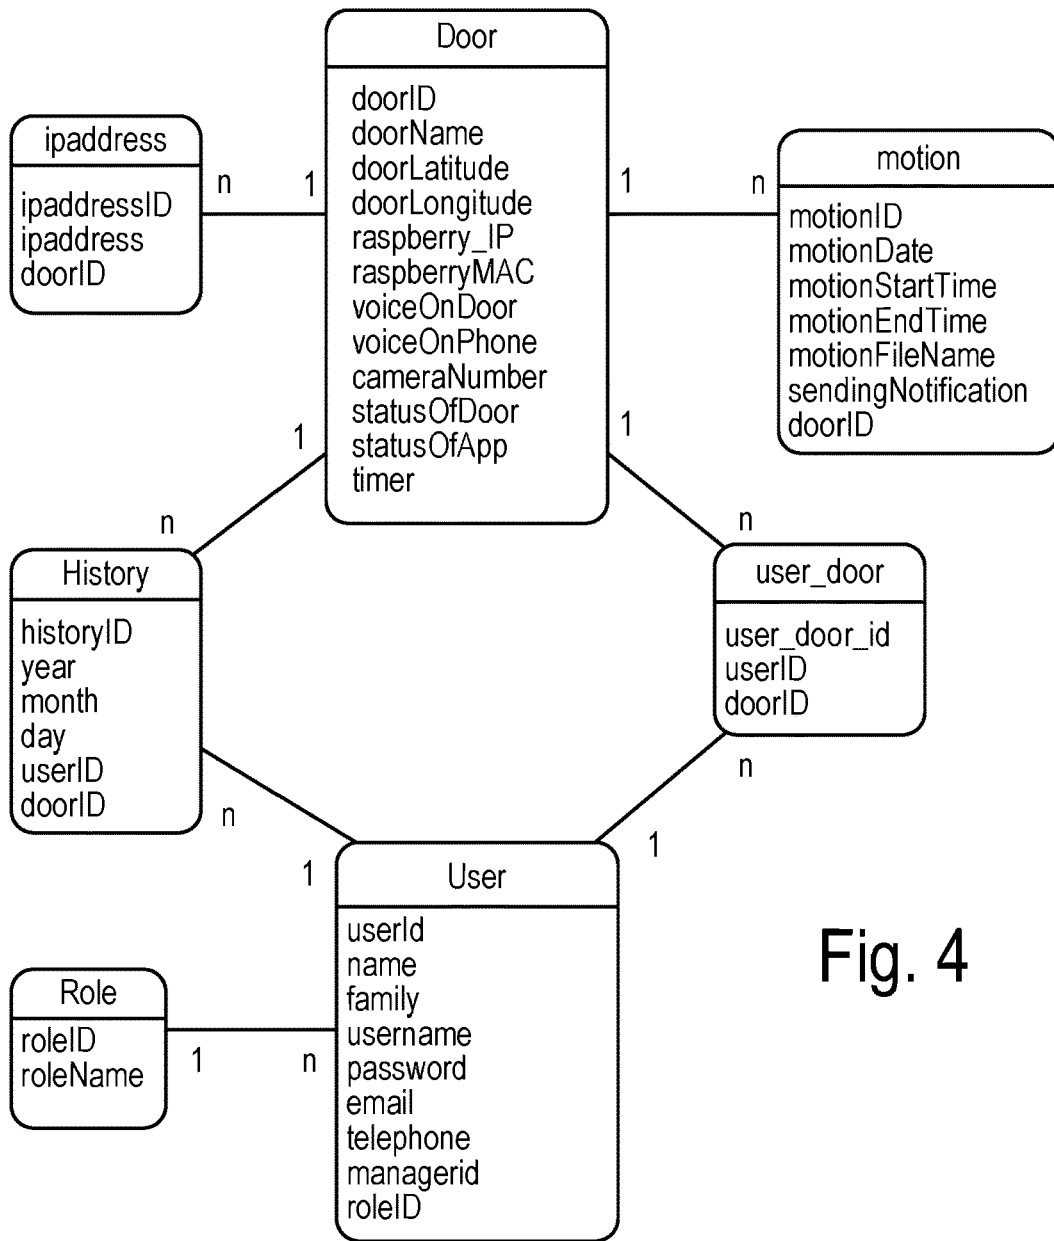 Door
doorID
doorName
doorLatitude
doorLongitude
raspberry_IP
raspberryMAC
voiceOnDoor
voiceOnPhone
cameraNumber
statusOfDoor
statusOfApp
timer
ipaddress
ipaddressID
ipaddress
doorID
n
1
1
n
motion
motionID
motionDate
motionStartTime
motionEndTime
motionFileName
sendingNotification
doorID
1
n
1
n
History
historyID
year
month
day
userID
doorID
user_door
user_door_id
userID
doorID
n
1
n
1
User
userId
name
family
username
password
email
telephone
managerid
roleID
Role
roleID
roleName
1
n
Fig. 4